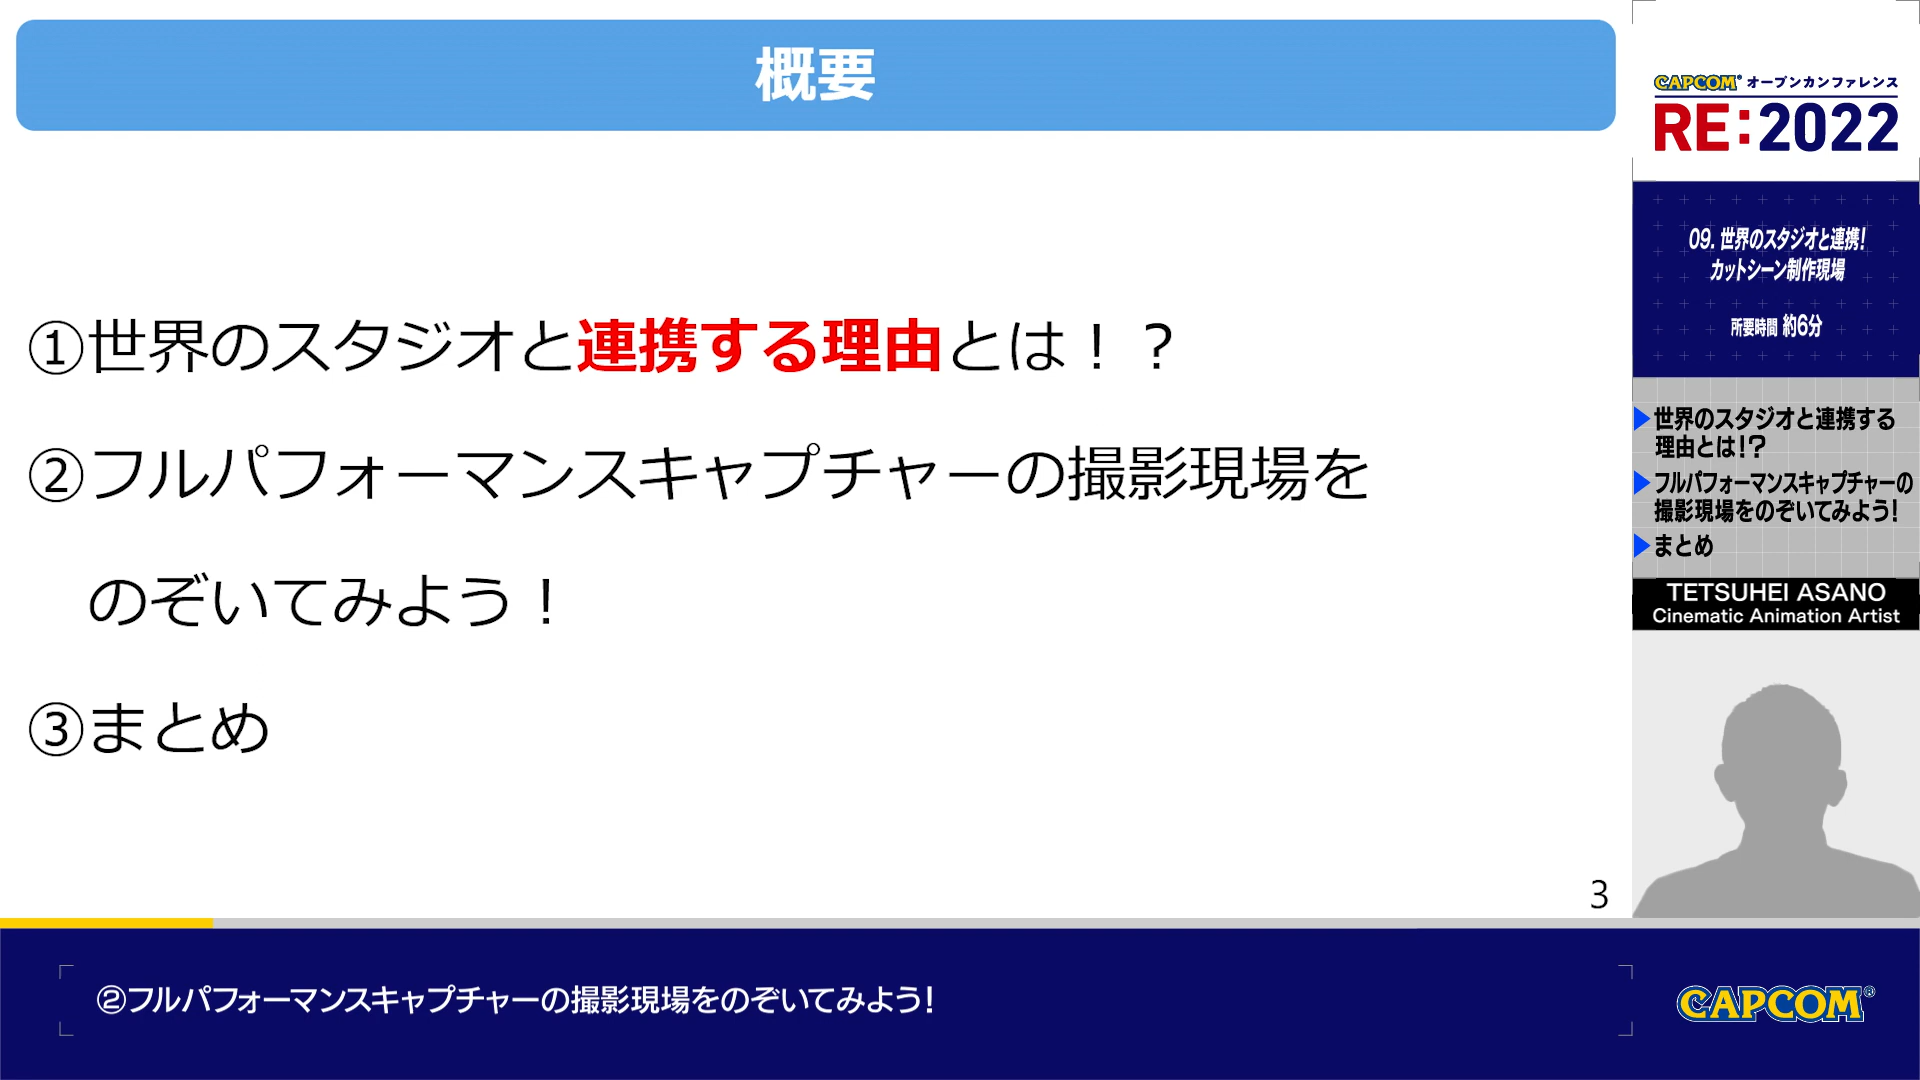 概要
①世界のスタジオと連携する理由とは！？
②フルパフォーマンスキャプチャーの撮影現場を
のぞいてみよう！
③まとめ
3
CAPCOM® オープンカンファレンス
RE:2022
09. 世界のスタジオと連携!
カットシーン制作現場
所要時間 約6分
世界のスタジオと連携する
理由とは!?
フルパフォーマンスキャプチャーの
撮影現場をのぞいてみよう!
まとめ
TETSUHEI ASANO
Cinematic Animation Artist
②フルパフォーマンスキャプチャーの撮影現場をのぞいてみよう!
CAPCOM®